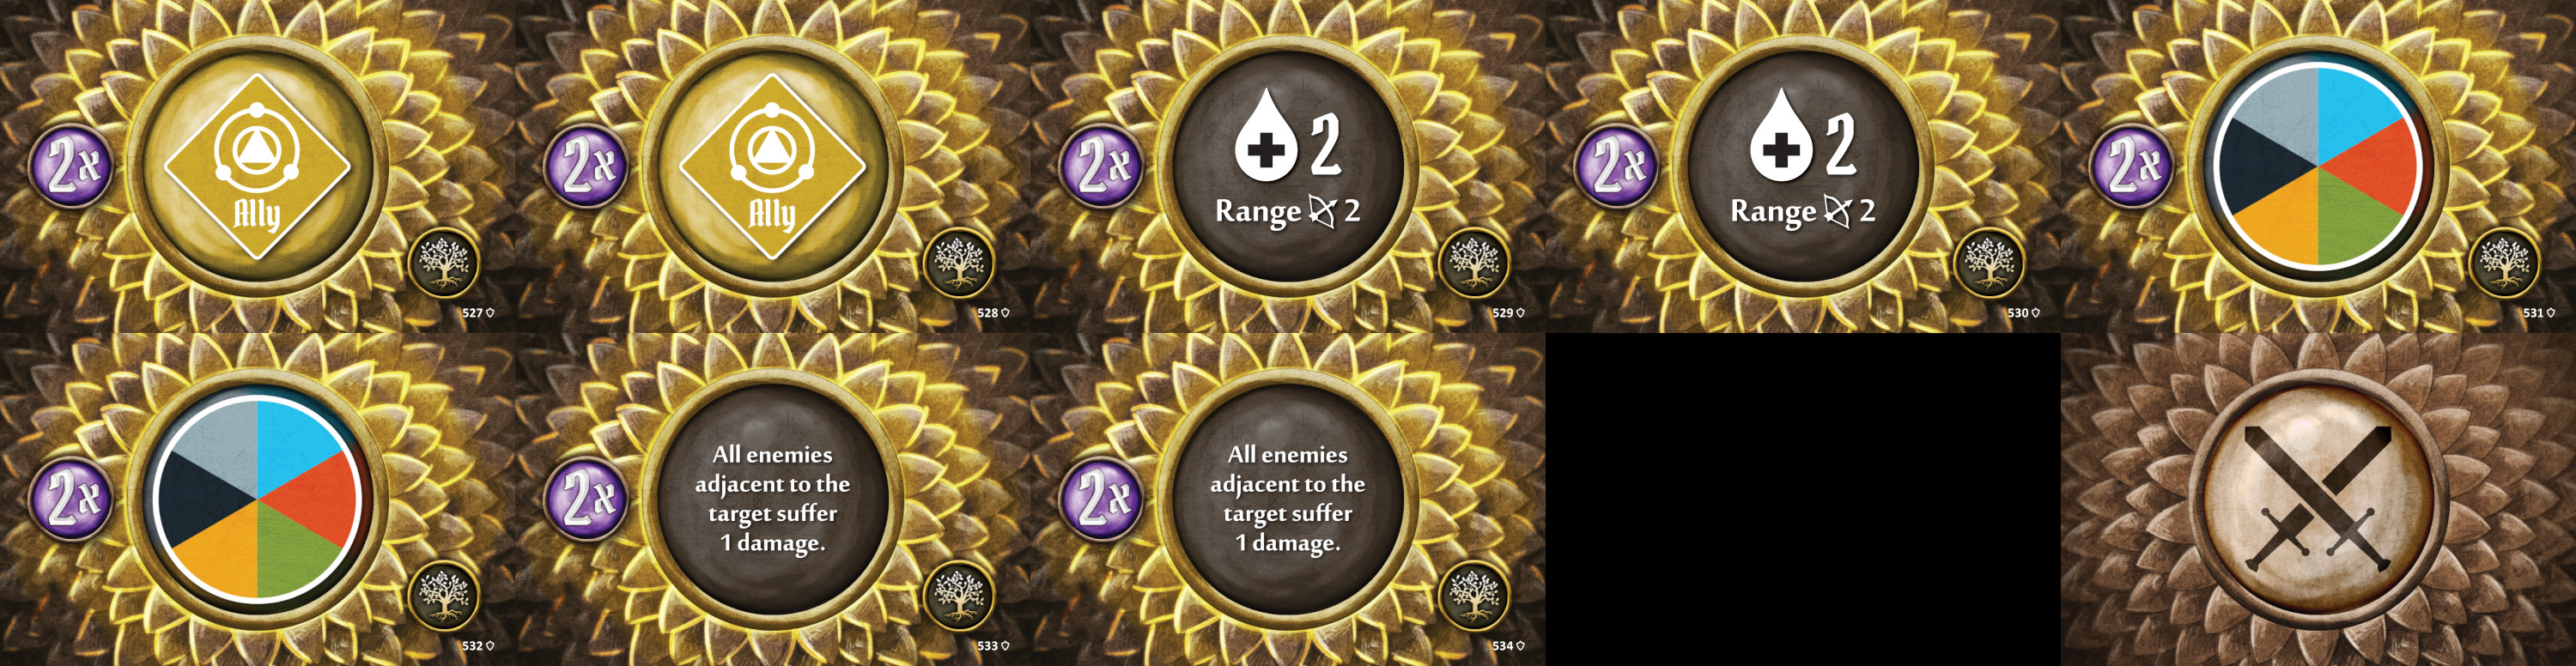 2x
Ally
527
2x
Ally
528
2x
2
Range 2
529
2x
2
Range 2
530
2x
531
2x
532
2x
All enemies
adjacent to the
target suffer
1 damage.
533
2x
All enemies
adjacent to the
target suffer
1 damage.
534